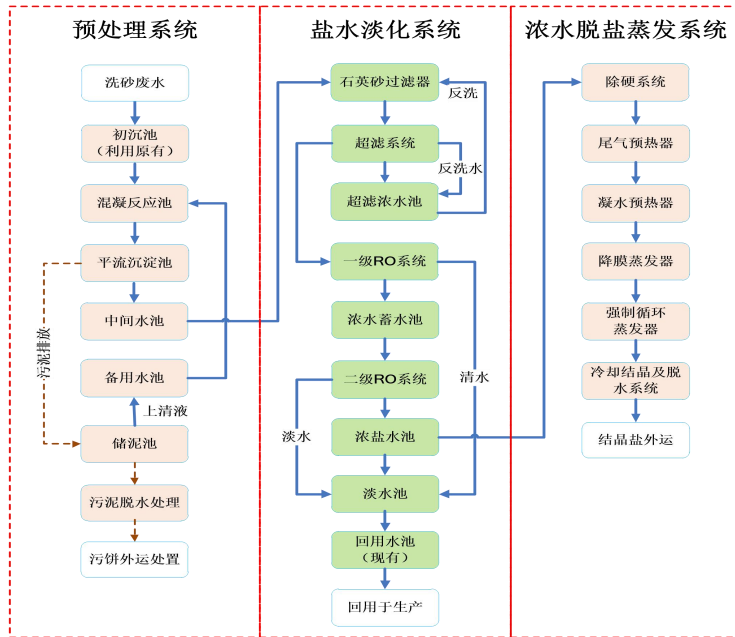 预处理系统
洗砂废水
初沉池
（利用原有）
混凝反应池
平流沉淀池
中间水池
污泥排放
备用水池
上清液
储泥池
污泥脱水处理
污饼外运处置
盐水淡化系统
石英砂过滤器
反洗
超滤系统
反洗水
超滤浓水池
一级RO系统
浓水蓄水池
二级RO系统
清水
淡水
浓盐水池
淡水池
回用水池
（现有）
回用于生产
浓水脱盐蒸发系统
除硬系统
尾气预热器
凝水预热器
降膜蒸发器
强制循环
蒸发器
冷却结晶及脱
水系统
结晶盐外运